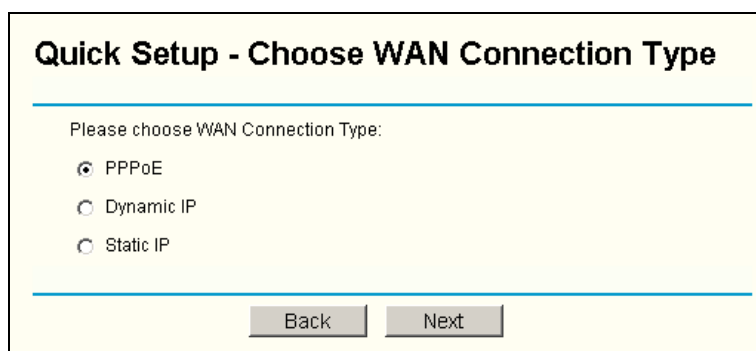 Quick Setup - Choose WAN Connection Type
Please choose WAN Connection Type:
PPPoE
Dynamic IP
Static IP
Back Next